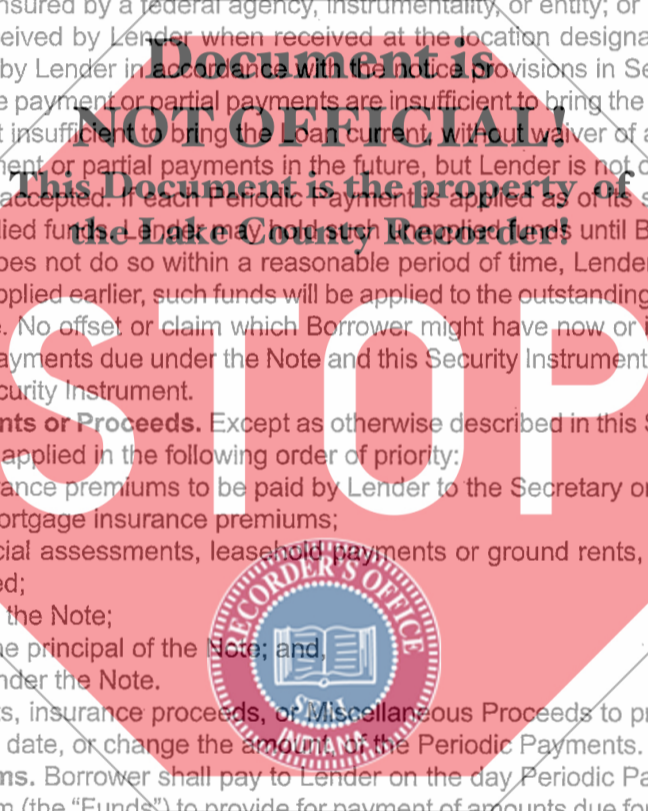 nsured by a federal agency, instrumentality, or entity; or
eived by Lender when received at the location designa
Document is
by Lender in accordance with the notice provisions in Se
e payment or partial payments are insufficient to bring the
NOT OFFICIAL!
t insufficient to bring the Loan current, without waiver of a
ment or partial payments in the future, but Lender is not o
This Document is the property of
accepted. If each Periodic Payment is applied as of its s
the Lake County Recorder!
lied funds. Lender may hold such unapplied funds until B
oes not do so within a reasonable period of time, Lender
pplied earlier, such funds will be applied to the outstanding
e. No offset or claim which Borrower might have now or i
ayments due under the Note and this Security Instrument
curity Instrument.
STOP
nts or Proceeds. Except as otherwise described in this S
applied in the following order of priority:
rance premiums to be paid by Lender to the Secretary or
ortgage insurance premiums;
cial assessments, leasehold payments or ground rents,
ed;
the Note;
he principal of the Note; and,
nder the Note.
RECORDER'S OFFICE
SEAL
INDIANA
ts, insurance proceeds, or Miscellaneous Proceeds to pr
date, or change the amount, of the Periodic Payments.
ms. Borrower shall pay to Lender on the day Periodic Pa
m (the "Funds") to provide for payment of amounts due for